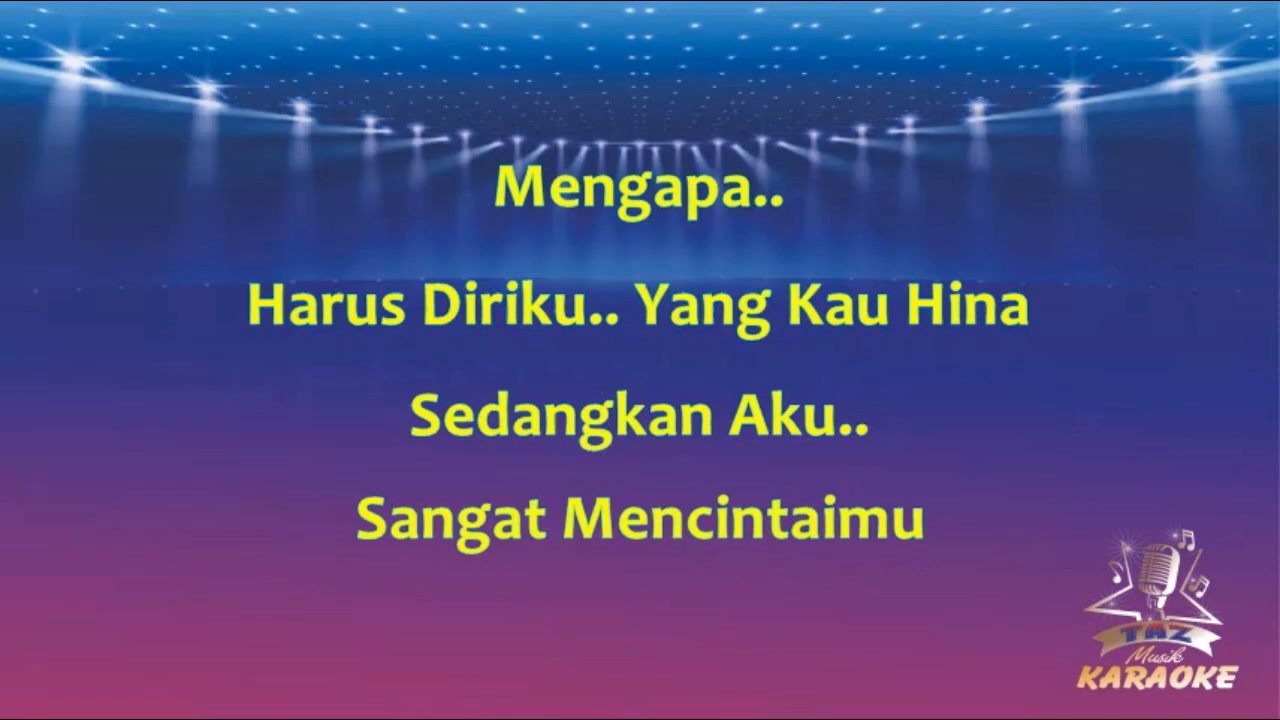 Mengapa..
Harus Diriku.. Yang Kau Hina
Sedangkan Aku..
Sangat Mencintaimu
TAZ
Musik
KARAOKE